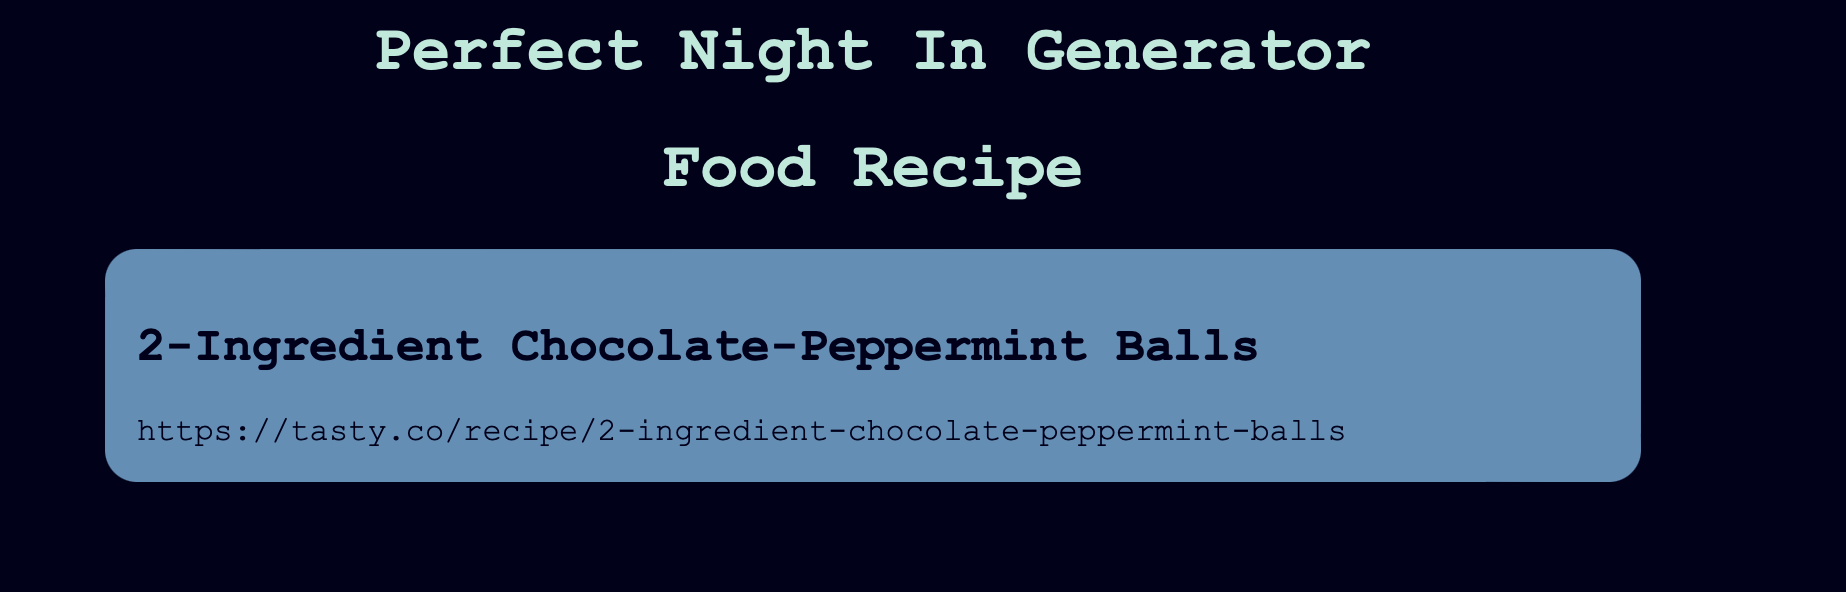 Perfect Night In Generator
Food Recipe
2-Ingredient Chocolate-Peppermint Balls
https://tasty.co/recipe/2-ingredient-chocolate-peppermint-balls